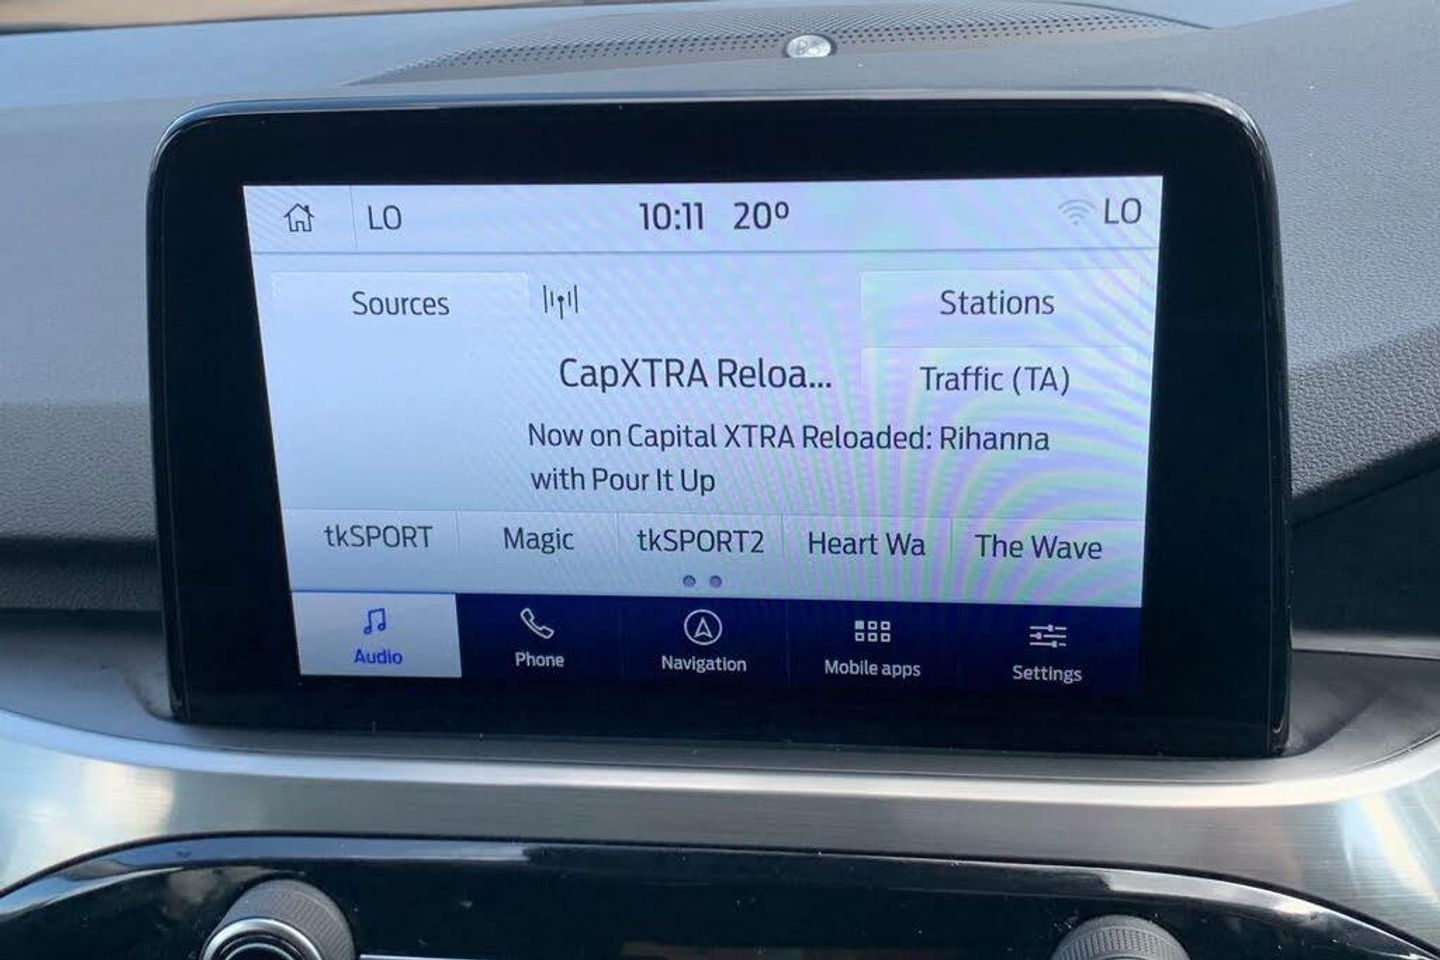 LO 10:11 20° LO
Sources Stations
CapXTRA Reloa... Traffic (TA)
Now on Capital XTRA Reloaded: Rihanna
with Pour It Up
tkSPORT Magic tkSPORT2 Heart Wa The Wave
Audio Phone Navigation Mobile apps Settings